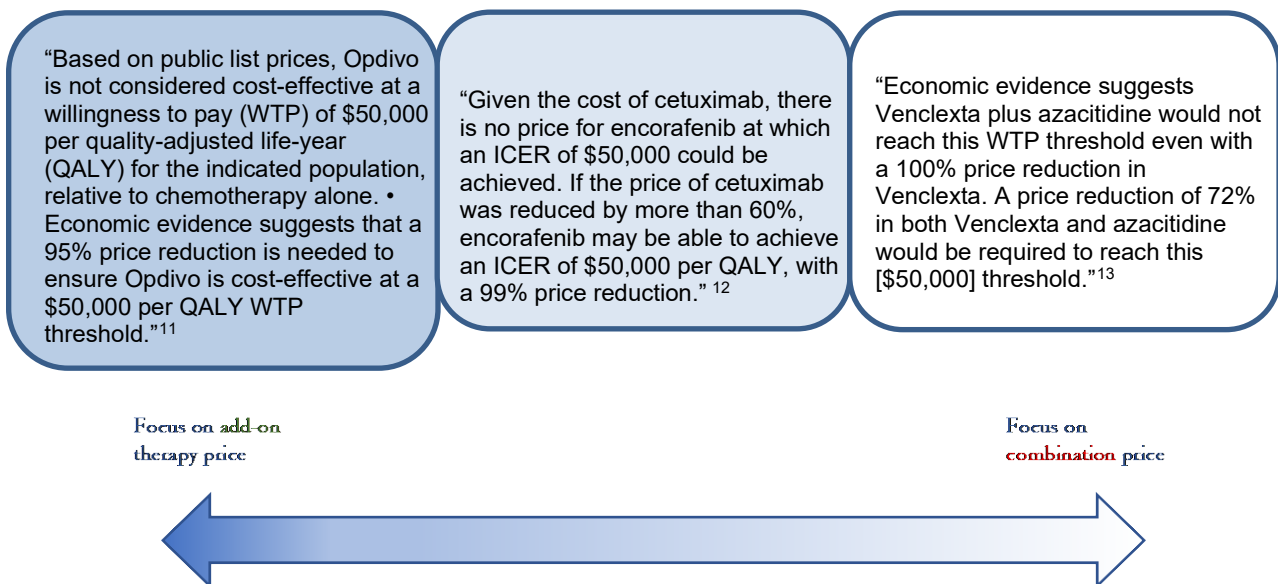 “Based on public list prices, Opdivo
is not considered cost-effective at a
willingness to pay (WTP) of $50,000
per quality-adjusted life-year
(QALY) for the indicated population,
relative to chemotherapy alone. •
Economic evidence suggests that a
95% price reduction is needed to
ensure Opdivo is cost-effective at a
$50,000 per QALY WTP
threshold.”11
“Given the cost of cetuximab, there
is no price for encorafenib at which
an ICER of $50,000 could be
achieved. If the price of cetuximab
was reduced by more than 60%,
encorafenib may be able to achieve
an ICER of $50,000 per QALY, with
a 99% price reduction.” 12
“Economic evidence suggests
Venclexta plus azacitidine would not
reach this WTP threshold even with
a 100% price reduction in
Venclexta. A price reduction of 72%
in both Venclexta and azacitidine
would be required to reach this
[$50,000] threshold.”13
Focus on add-on
therapy price
Focus on
combination price